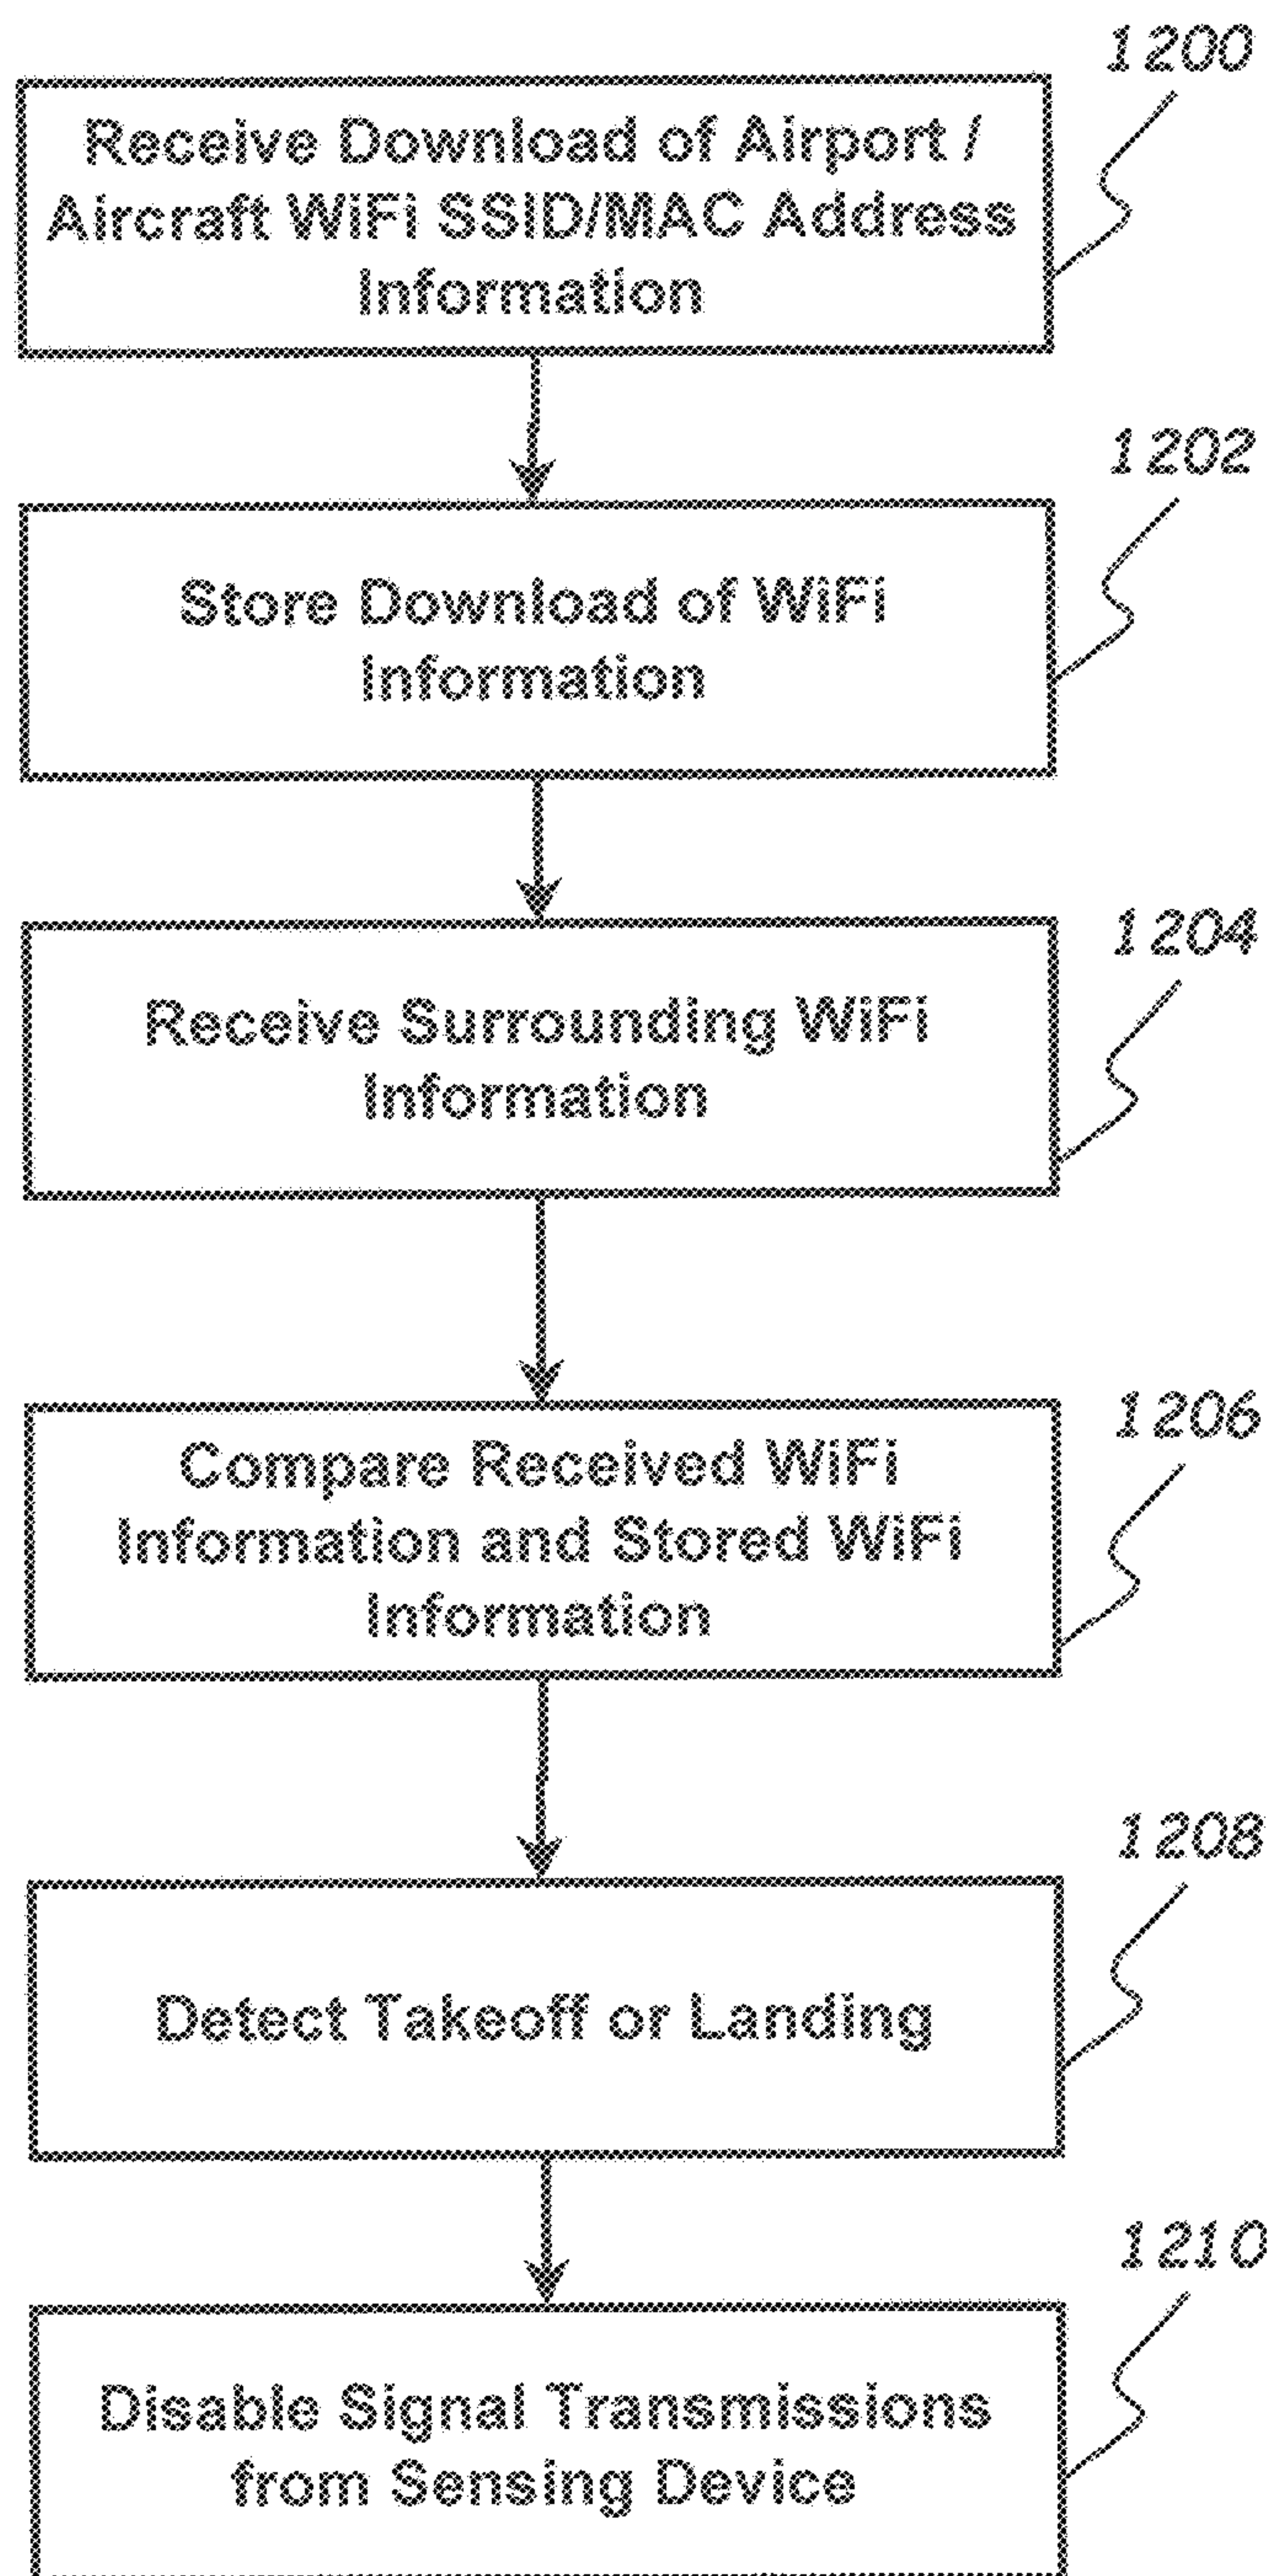 1200
Receive Download of Airport /
Aircraft WiFi SSID/MAC Address
Information
1202
Store Download of WiFi
Information
1204
Receive Surrounding WiFi
Information
1206
Compare Received WiFi
Information and Stored WiFi
Information
1208
Detect Takeoff or Landing
1210
Disable Signal Transmissions
from Sensing Device